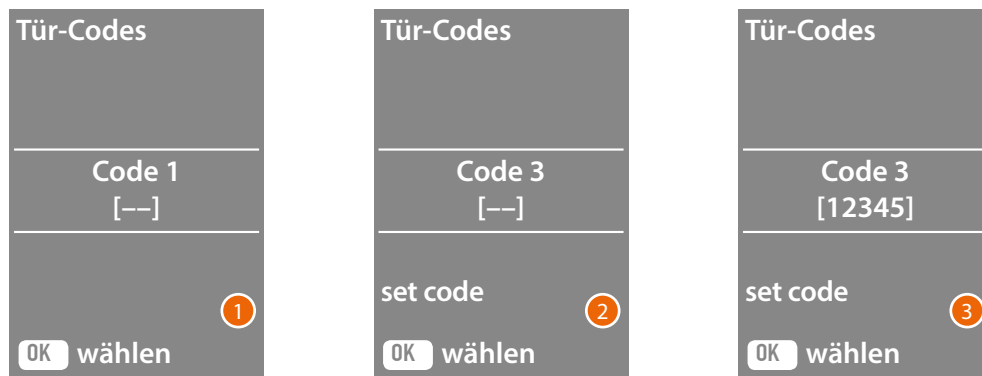 Tür-Codes
Code 1
[––]
1
OK wählen
Tür-Codes
Code 3
[––]
set code
2
OK wählen
Tür-Codes
Code 3
[12345]
set code
3
OK wählen